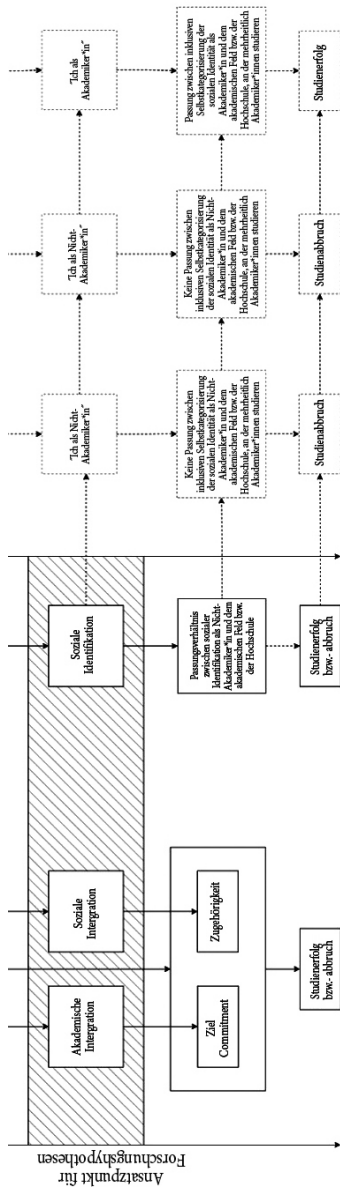 Ansatzpunkt für
Forschungshypothesen
Akademische
Intergration
Soziale
Intergration
Soziale
Identifikation
"Ich als Nicht-
Akademiker*in"
"Ich als Nicht-
Akademiker*in"
"Ich als
Akademiker*in"
Ziel
Commitment
Zugehörigkeit
Passungsverhältnis
zwischen sozialer
Identifikation als Nicht-
Akademiker*in und dem
akademischen Feld bzw.
der Hochschule
Keine Passung zwischen
inklusiven Selbstkategorisierung
der sozialen Identität als Nicht-
Akademiker*in und dem
akademischen Feld bzw. der
Hochschule, an der mehrheitlich
Akademiker*innen studieren
Keine Passung zwischen
inklusiven Selbstkategorisierung
der sozialen Identität als Nicht-
Akademiker*in und dem
akademischen Feld bzw. der
Hochschule, an der mehrheitlich
Akademiker*innen studieren
Passung zwischen inklusiven
Selbstkategorisierung der
sozialen Identität als
Akademiker*in und dem
akademischen Feld bzw. der
Hochschule, an der mehrheitlich
Akademiker*innen studieren
Studienerfolg
bzw.- abbruch
Studienerfolg
bzw.- abbruch
Studienabbruch
Studienabbruch
Studienerfolg